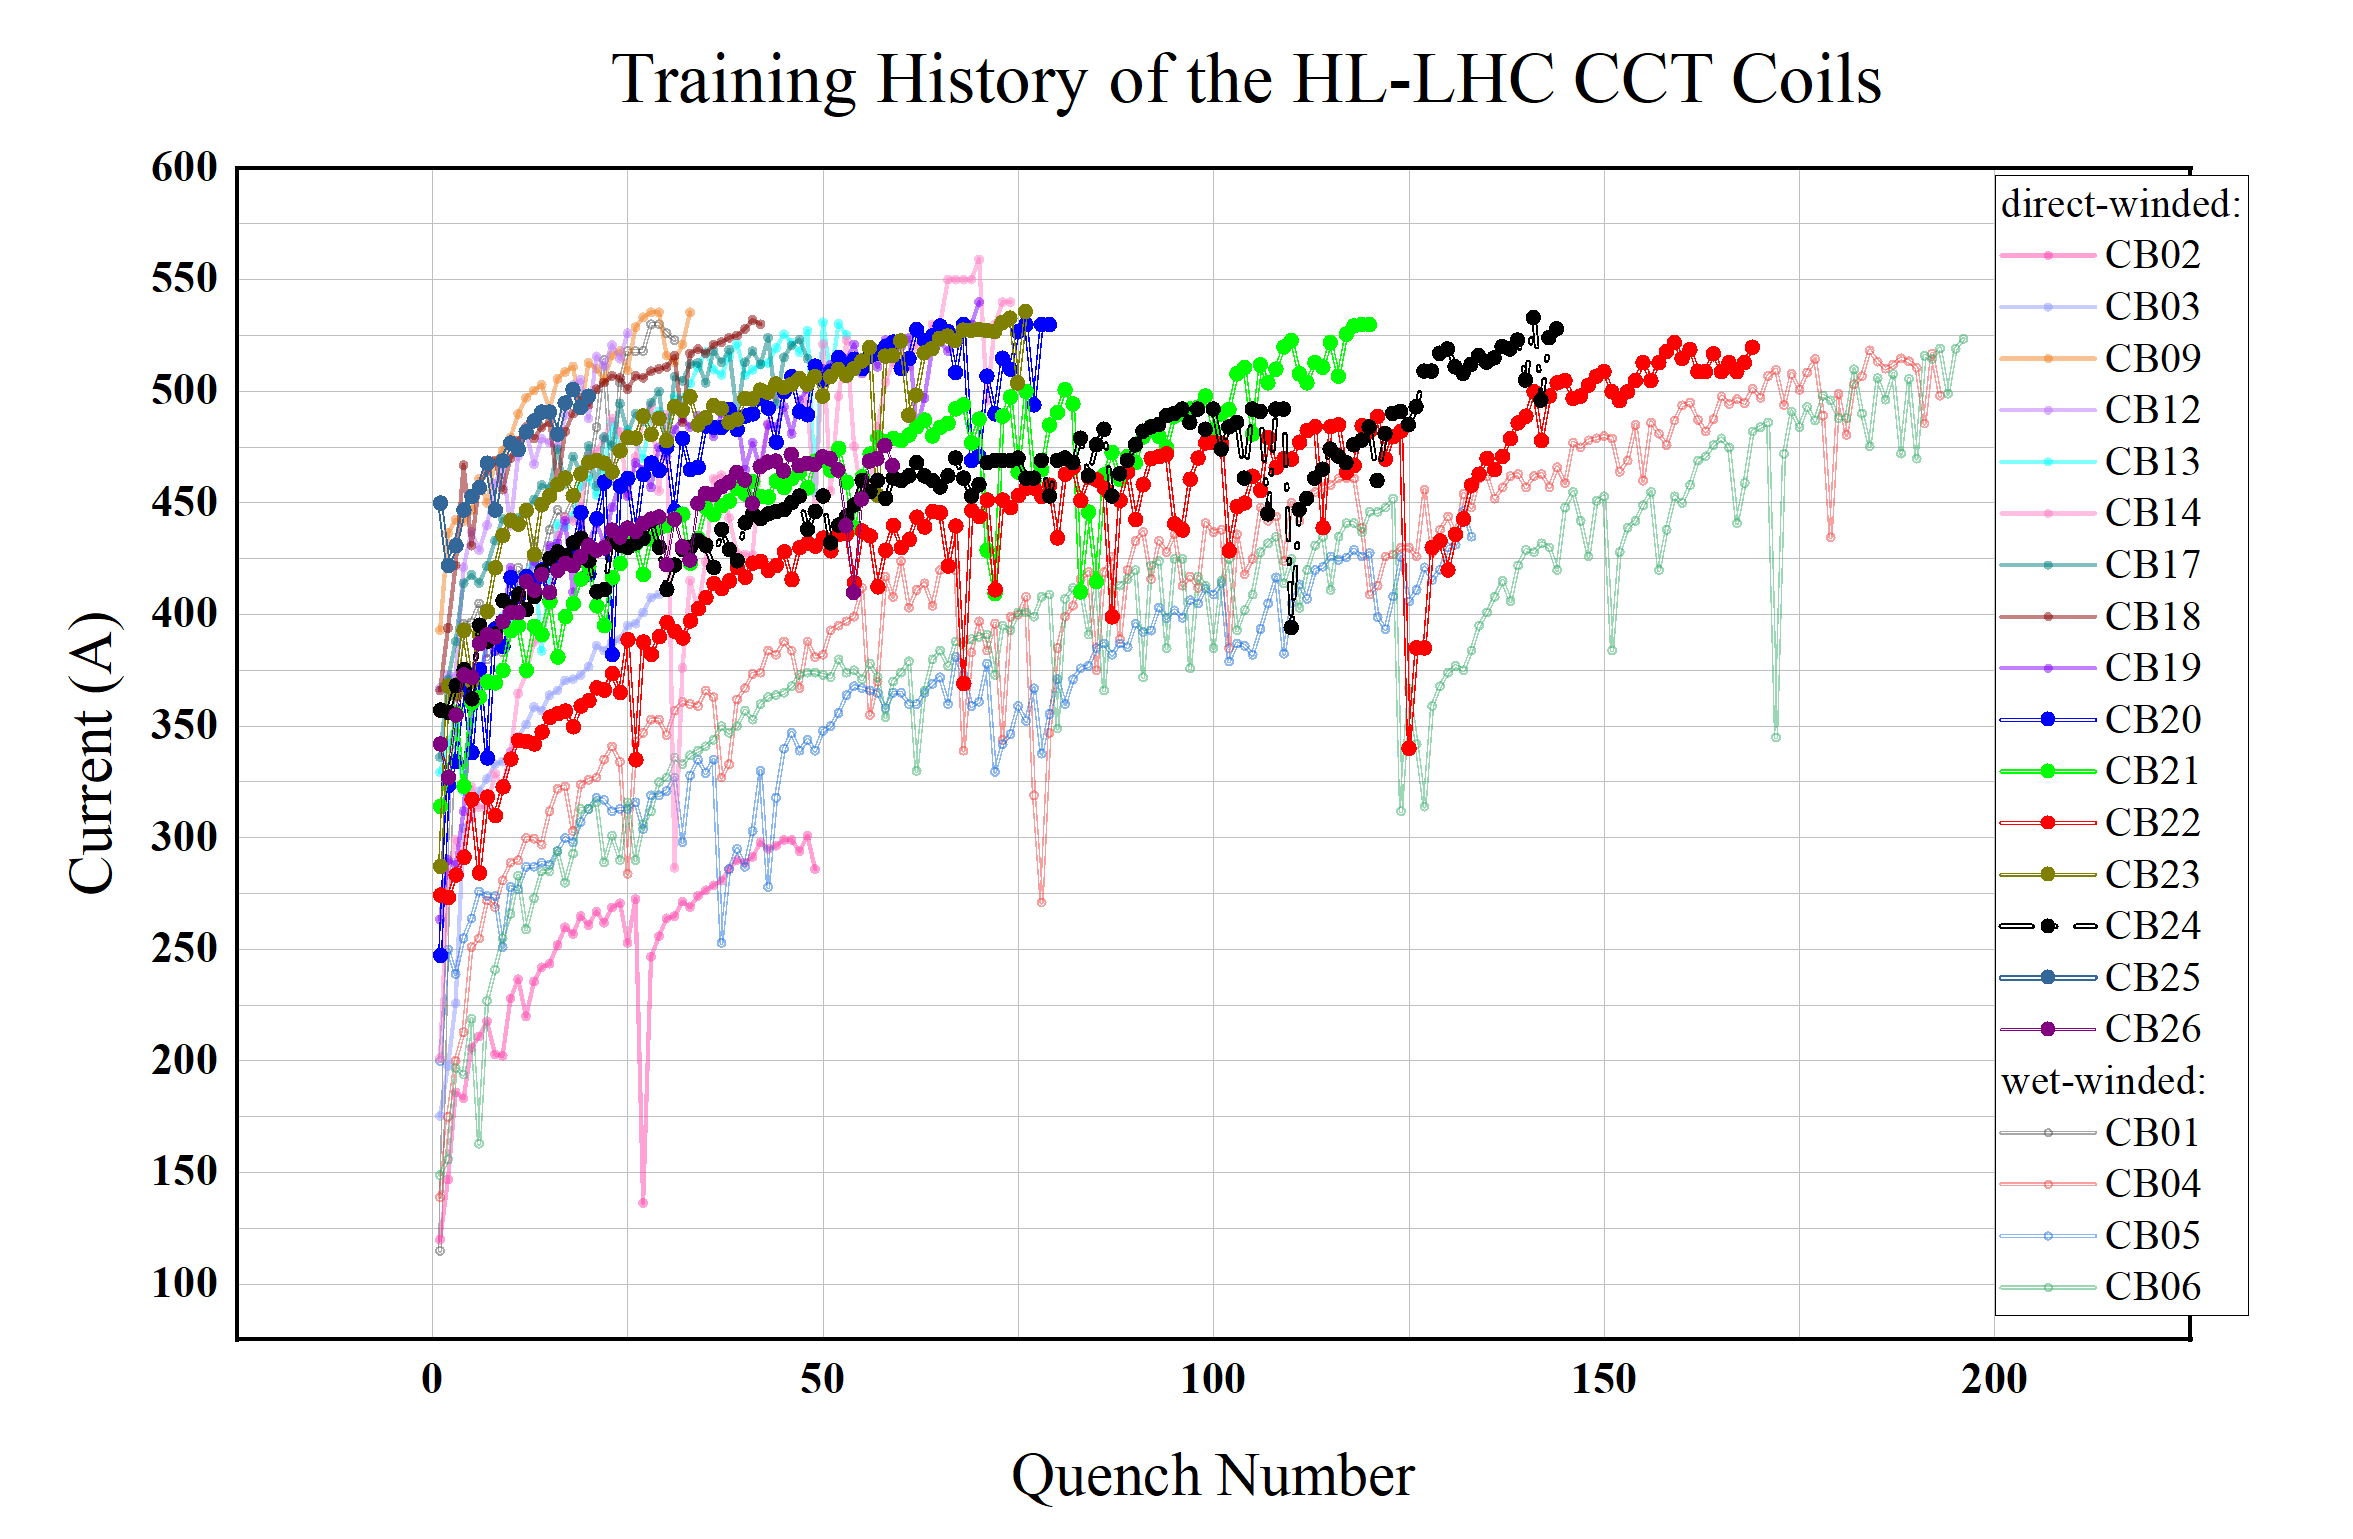 Training History of the HL-LHC CCT Coils
Current (A)
600
550
500
450
400
350
300
250
200
150
100
0 50 100 150 200
Quench Number
direct-winded:
CB02
CB03
CB09
CB12
CB13
CB14
CB17
CB18
CB19
CB20
CB21
CB22
CB23
CB24
CB25
CB26
wet-winded:
CB01
CB04
CB05
CB06